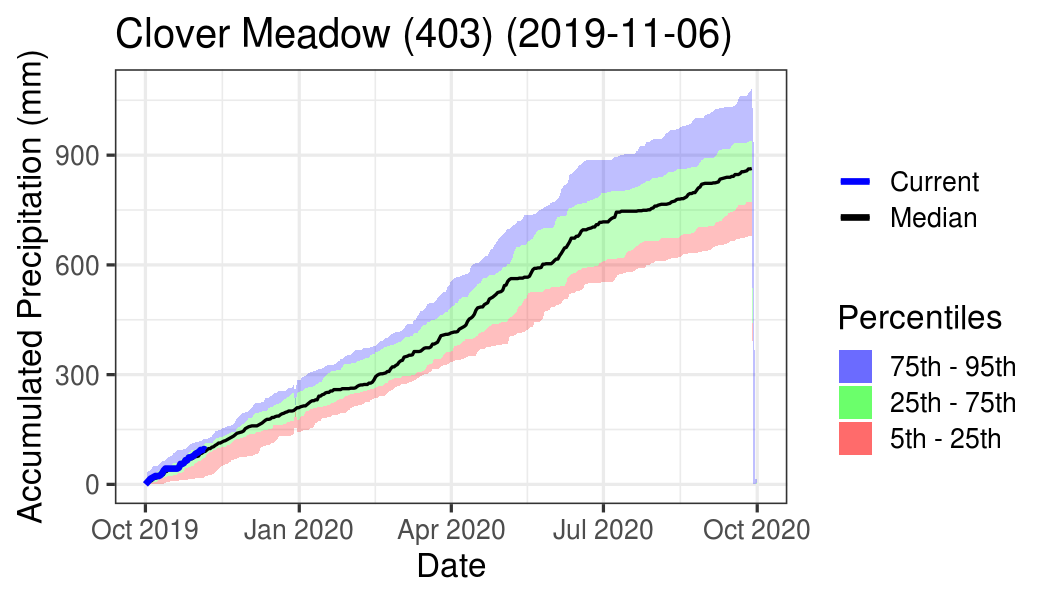 Clover Meadow (403) (2019-11-06)
Accumulated Precipitation (mm)
900
600
300
0
Oct 2019
Jan 2020
Apr 2020
Jul 2020
Oct 2020
Date
Current
Median
Percentiles
75th - 95th
25th - 75th
5th - 25th